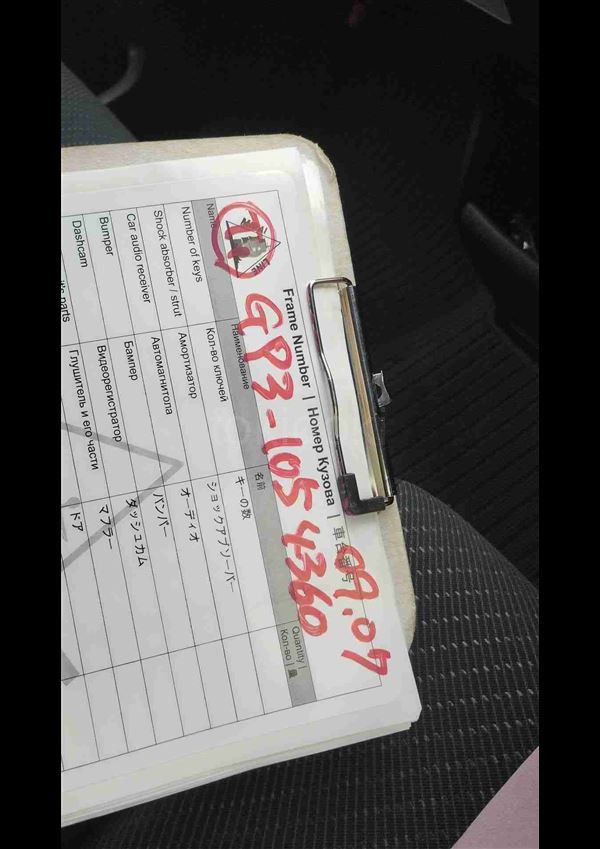 Frame Number | Номер Кузова | 車台番号
09.07
11
GP3-1054360
Name Наименование 名前 Quantity | Кол-во |
Number of keys Кол-во ключей キーの数
Shock absorber / strut Амортизатор ショックアブソーバー
Car audio receiver Автомагнитола オーディオ
Bumper Бампер バンパー
Dashcam Видеорегистратор ダッシュカム
parts Глушитель и его части マフラー
ドア